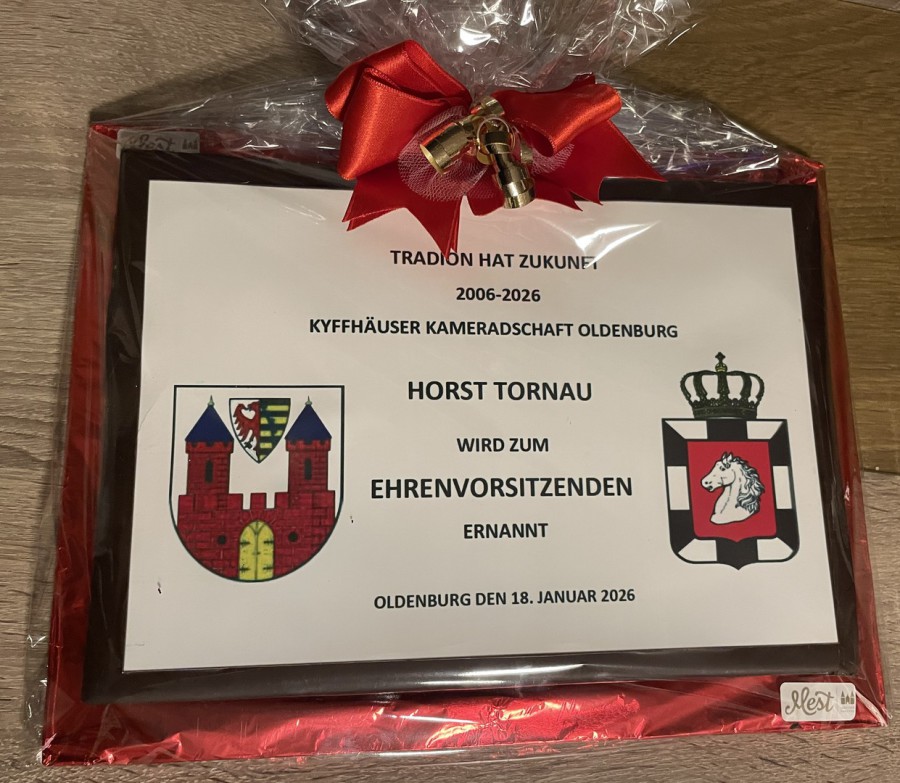 Mest
TRADION HAT ZUKUNFT
2006-2026
KYFFHÄUSER KAMERADSCHAFT OLDENBURG
HORST TORNAU
WIRD ZUM
EHRENVORSITZENDEN
ERNANNT
OLDENBURG DEN 18. JANUAR 2026
Mest